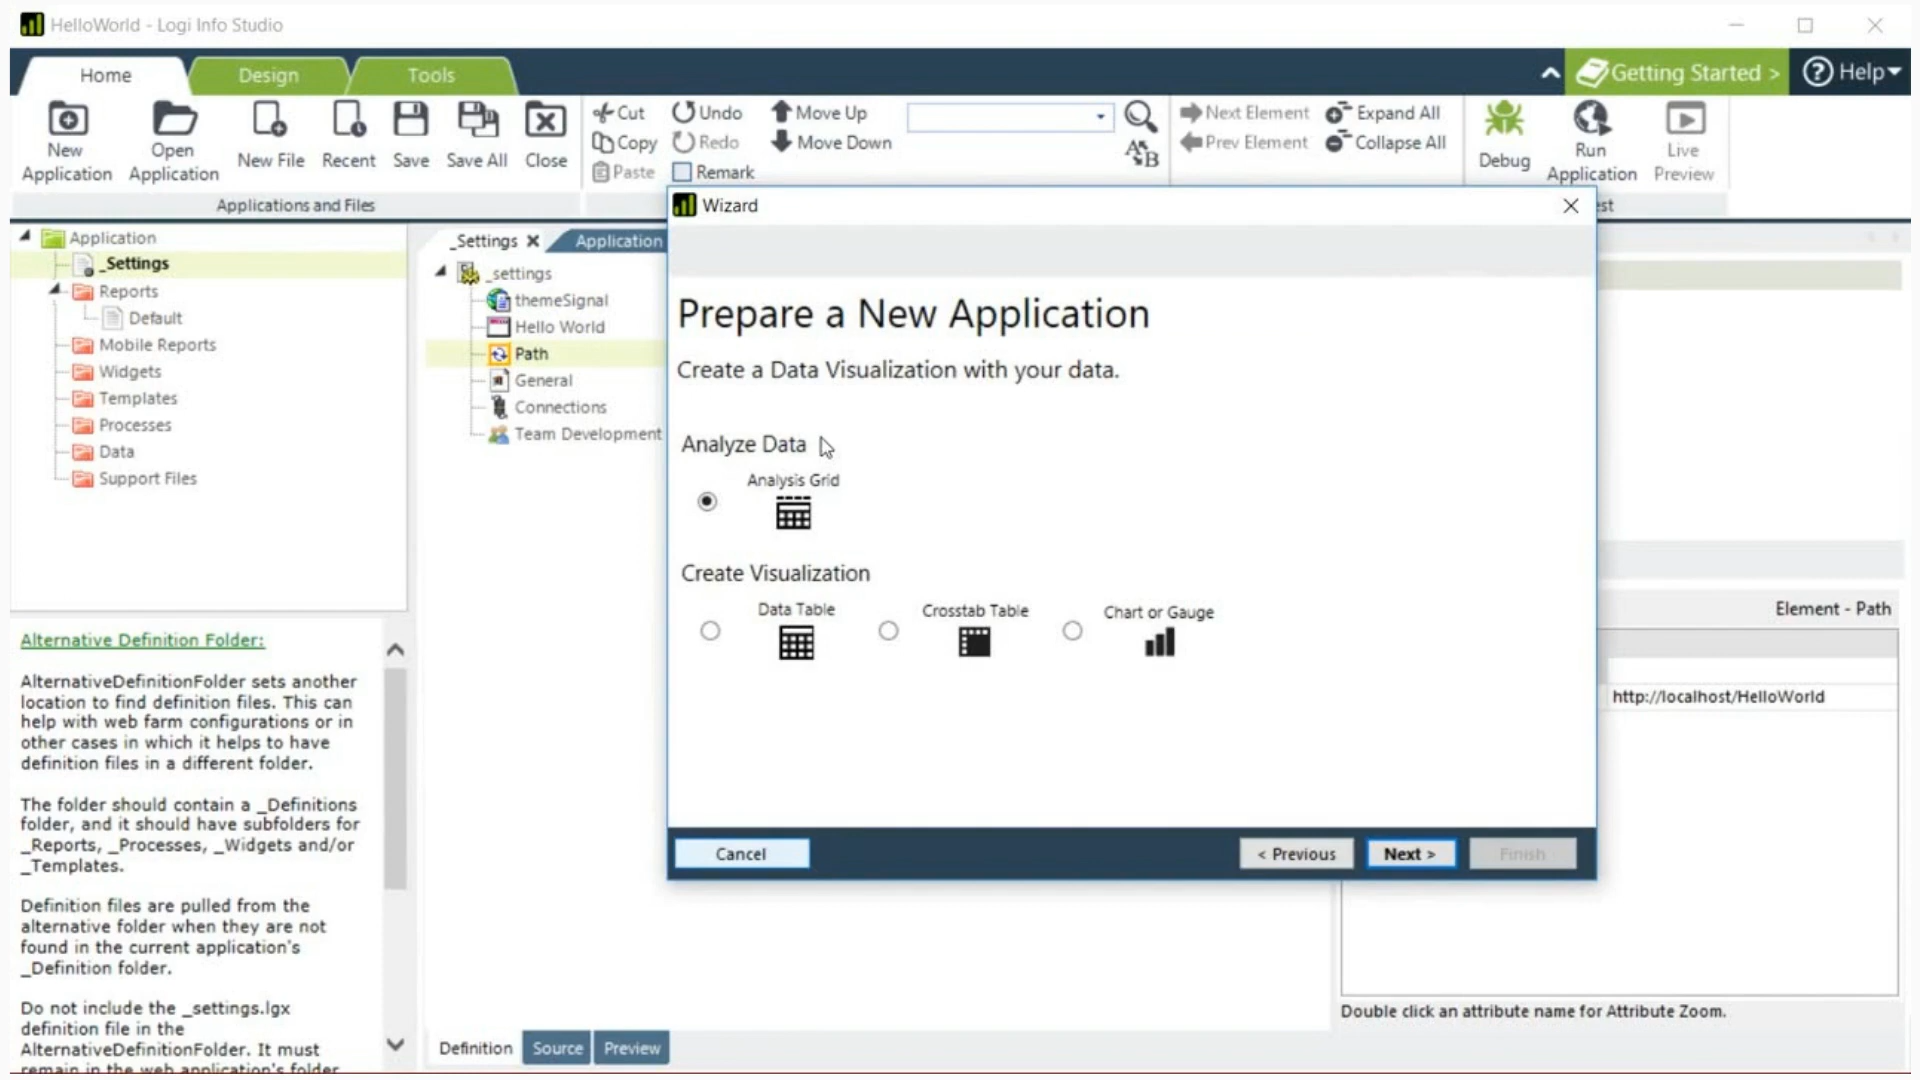 HelloWorld - Logi Info Studio
Home
Design
Tools
Getting Started >
Help
New Application
Open Application
New File
Recent
Save
Save All
Close
Cut
Copy
Paste
Undo
Redo
Remark
Move Up
Move Down
Next Element
Prev Element
Expand All
Collapse All
Debug
Run Application
Live Preview
Applications and Files
Application
_Settings
Reports
Default
Mobile Reports
Widgets
Templates
Processes
Data
Support Files
_Settings
Application
_settings
themeSignal
Hello World
Path
General
Connections
Team Development
Wizard
Prepare a New Application
Create a Data Visualization with your data.
Analyze Data
Analysis Grid
Create Visualization
Data Table
Crosstab Table
Chart or Gauge
Cancel
< Previous
Next >
Finish
Element - Path
http://localhost/HelloWorld
Double click an attribute name for Attribute Zoom.
Alternative Definition Folder:
AlternativeDefinitionFolder sets another
location to find definition files. This can
help with web farm configurations or in
other cases in which it helps to have
definition files in a different folder.
The folder should contain a _Definitions
folder, and it should have subfolders for
_Reports, _Processes, _Widgets and/or
_Templates.
Definition files are pulled from the
alternative folder when they are not
found in the current application's
_Definition folder.
Do not include the _settings.lgx
definition file in the
AlternativeDefinitionFolder. It must
remain in the web application's folder
Definition
Source
Preview